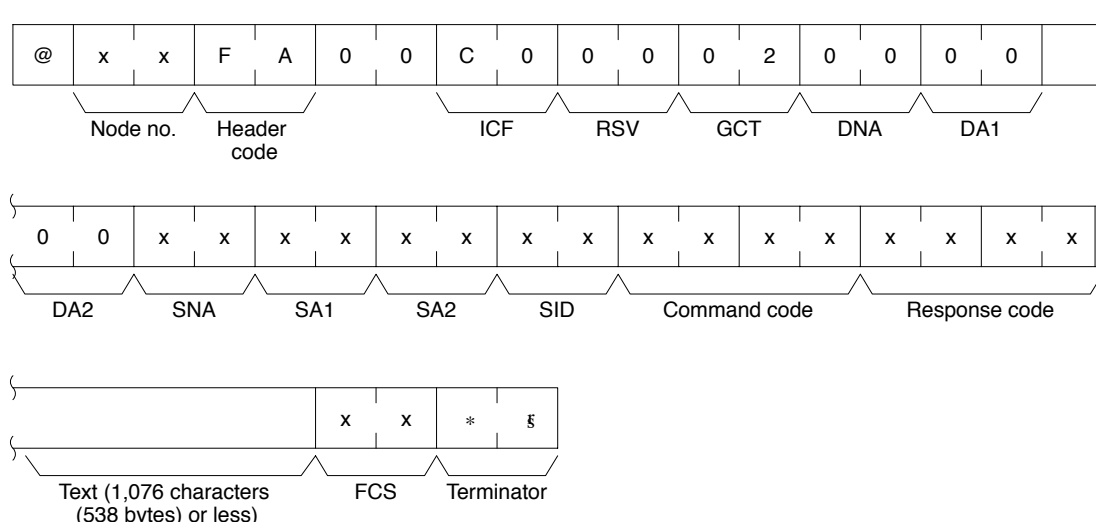 @ x x F A 0 0 C 0 0 0 0 2 0 0 0 0
Node no. Header code ICF RSV GCT DNA DA1
0 0 x x x x x x x x x x x x x x x x
DA2 SNA SA1 SA2 SID Command code Response code
x x *
Text (1,076 characters (538 bytes) or less) FCS Terminator